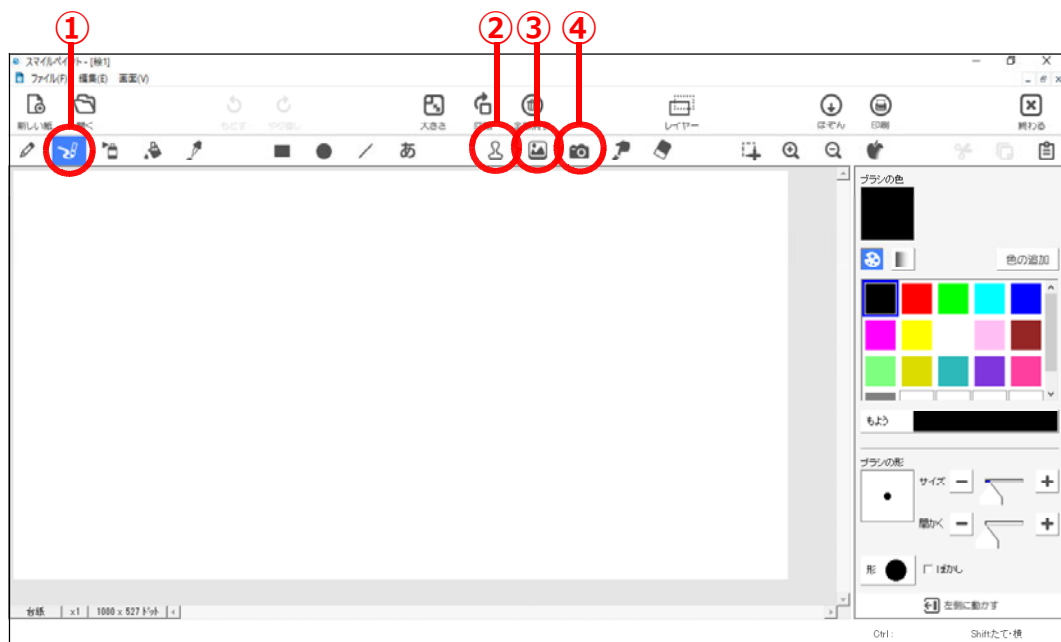 ① ② ③ ④
スマイルペイント - [絵1]
ファイル(F) 編集(E) 画面(V)
新しい紙 開く もどす やり直し 大きさ 回転 レイヤー ほぞん 印刷 終わる
あ
ブラシの色
色の追加
もよう
ブラシの形
サイズ
間かく
形 ぼかし
左側に動かす
台紙 x1 1000 x 527 ドット
Ctrl: Shift:たて・横